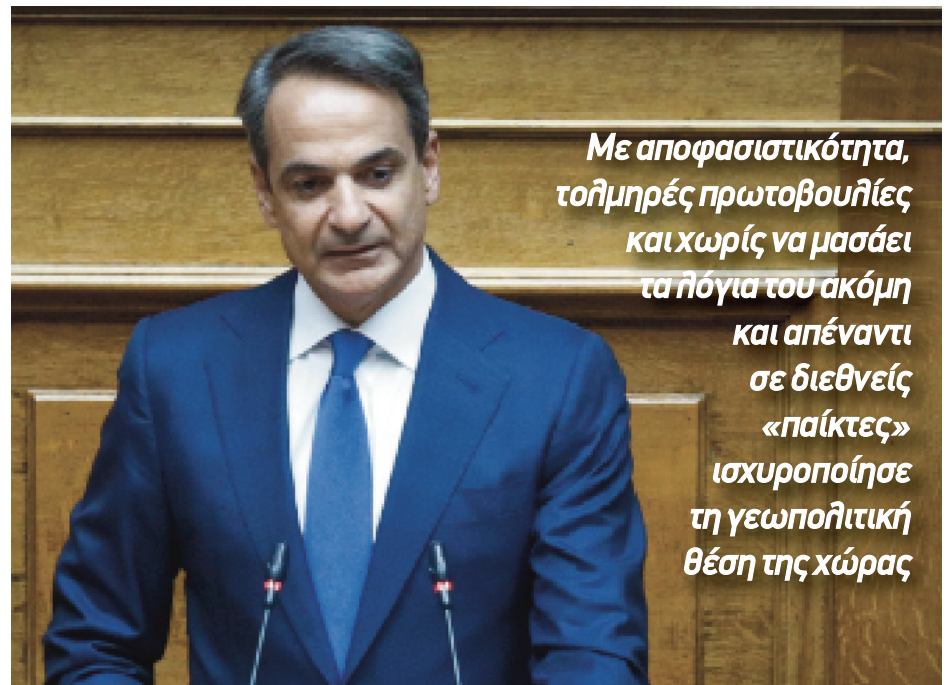 Με αποφασιστικότητα,
τολμηρές πρωτοβουλίες
και χωρίς να μασάει
τα λόγια του ακόμη
και απέναντι
σε διεθνείς
«παίκτες»
ισχυροποίησε
τη γεωπολιτική
θέση της χώρας